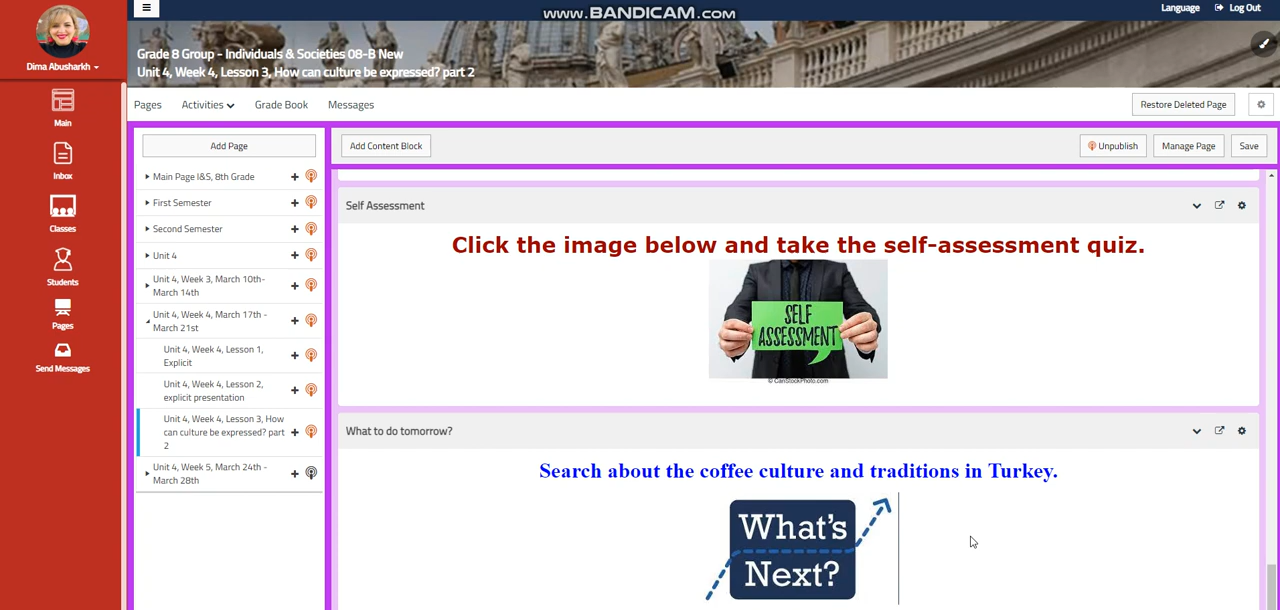 www.BANDICAM.com
Language
Log Out
Dima Abusharkh
Grade 8 Group - Individuals & Societies 08-B New
Unit 4, Week 4, Lesson 3, How can culture be expressed? part 2
Pages
Activities
Grade Book
Messages
Restore Deleted Page
Main
Inbox
Classes
Students
Pages
Send Messages
Add Page
Main Page I&S, 8th Grade
First Semester
Second Semester
Unit 4
Unit 4, Week 3, March 10th-
March 14th
Unit 4, Week 4, March 17th -
March 21st
Unit 4, Week 4, Lesson 1,
Explicit
Unit 4, Week 4, Lesson 2,
explicit presentation
Unit 4, Week 4, Lesson 3, How
can culture be expressed? part
2
Unit 4, Week 5, March 24th -
March 28th
Add Content Block
Unpublish
Manage Page
Save
Self Assessment
Click the image below and take the self-assessment quiz.
SELF
ASSESSMENT
© CanStockPhoto.com
What to do tomorrow?
Search about the coffee culture and traditions in Turkey.
What's
Next?